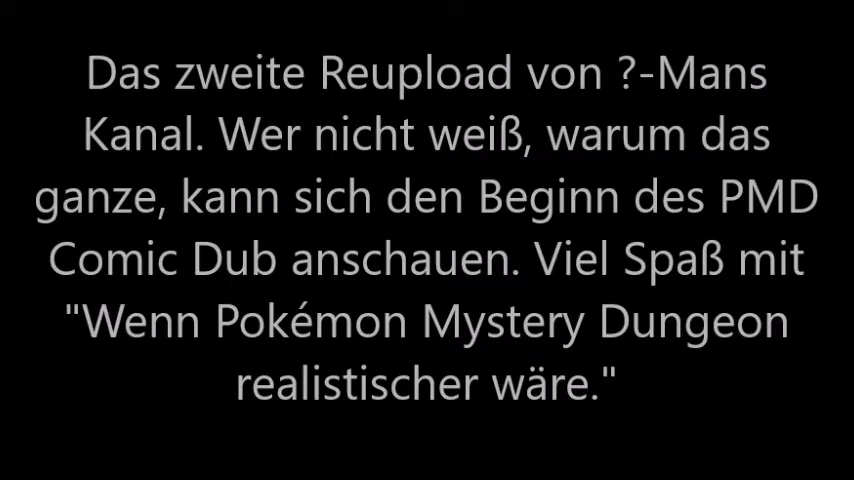 Das zweite Reupload von ?-Mans
Kanal. Wer nicht weiß, warum das
ganze, kann sich den Beginn des PMD
Comic Dub anschauen. Viel Spaß mit
"Wenn Pokémon Mystery Dungeon
realistischer wäre."